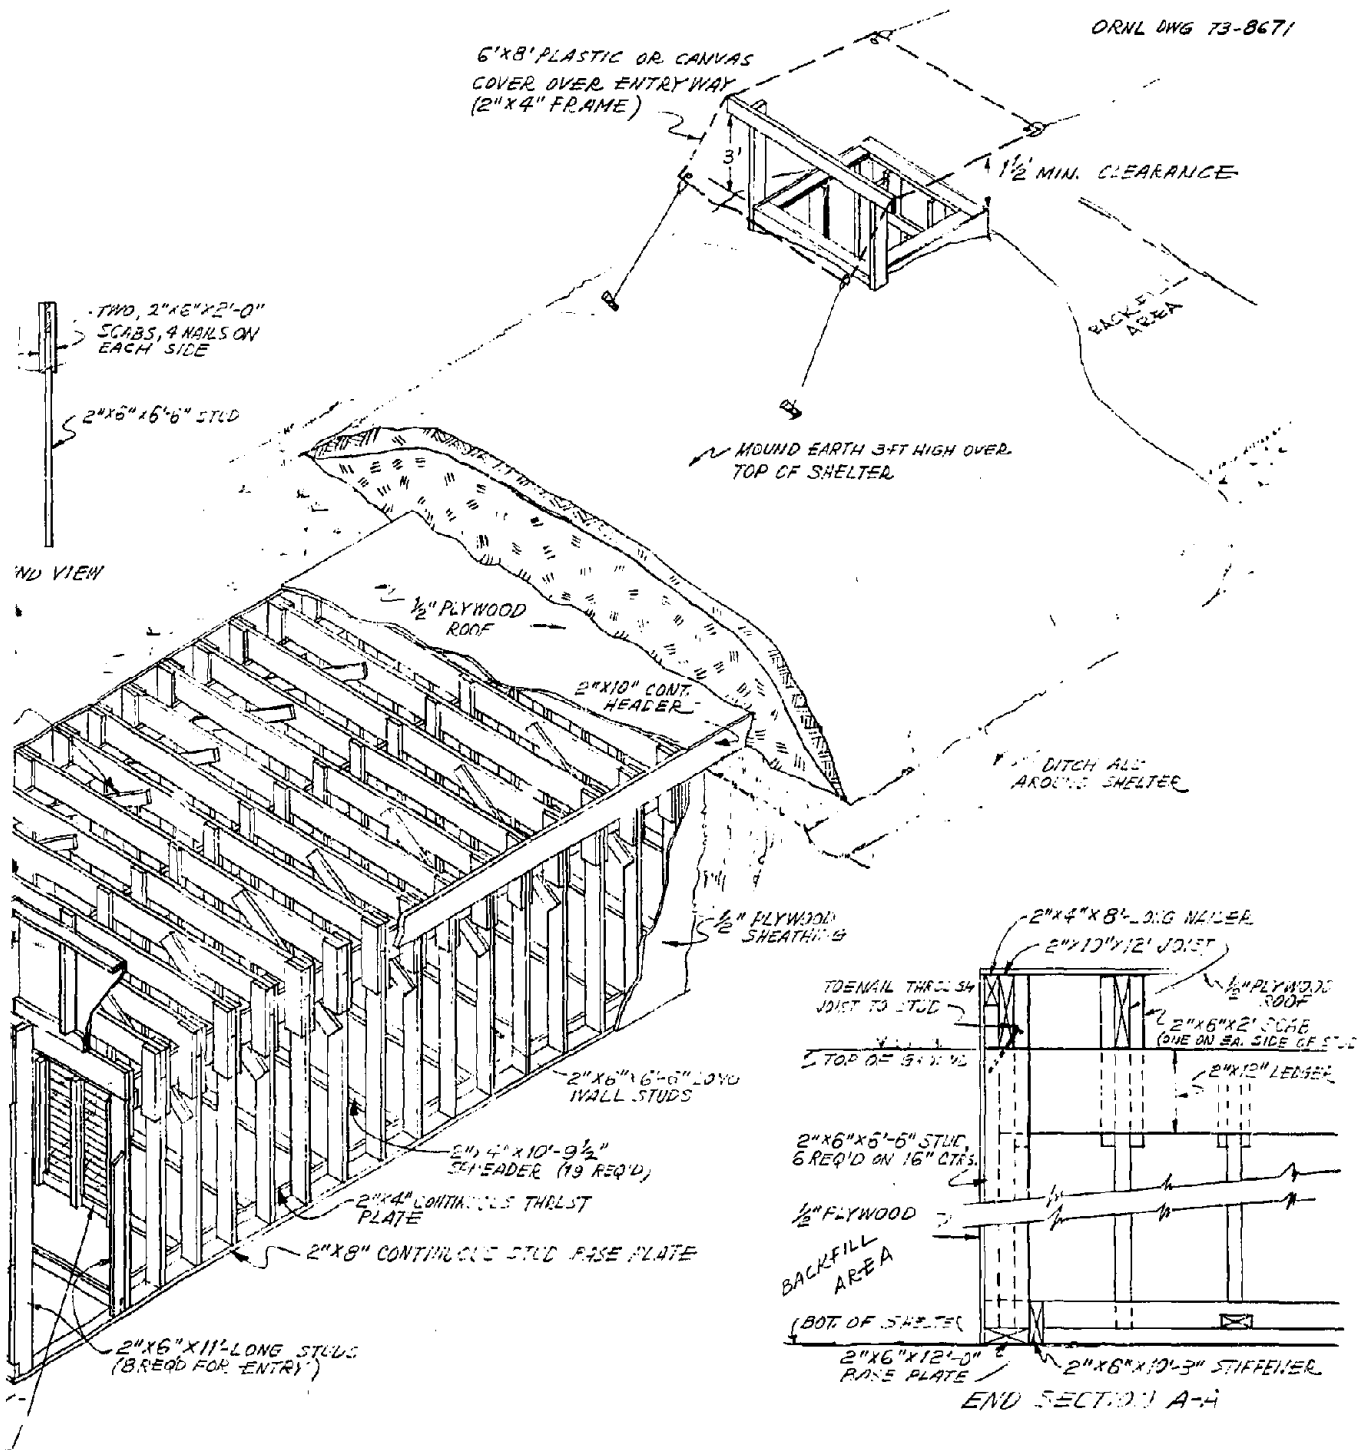 ORNL DWG 73-8671
6'X8' PLASTIC OR CANVAS
COVER OVER ENTRYWAY
(2"X4" FRAME)
3'
1½' MIN. CLEARANCE
BACKFILL
AREA
TWO, 2"X6"X2'-0"
SCABS, 4 NAILS ON
EACH SIDE
2"X6"X6'-6" STUD
MOUND EARTH 3-FT HIGH OVER
TOP OF SHELTER
ND VIEW
½" PLYWOOD
ROOF
2"X10" CONT.
HEADER
DITCH ALL
AROUND SHELTER
½" PLYWOOD
SHEATHING
2"X6"X6'-6" LONG
WALL STUDS
2"X4"X10'-9½"
SPREADER (19 REQ'D)
2"X4" CONTINUOUS THRUST
PLATE
2"X8" CONTINUOUS STUD BASE PLATE
2"X6"X11'-LONG STUDS
(8 REQD FOR ENTRY)
2"X4"X8'-LONG NAILER
2"X10"X12' JOIST
TOENAIL THROUGH
JOIST TO STUD
½" PLYWOOD
ROOF
2"X6"X2' SCAB
(ONE ON EA. SIDE OF STUD
TOP OF GROUND
2"X12" LEDGER
2"X6"X6'-6" STUD,
6 REQ'D ON 16" CTRS.
½" PLYWOOD
BACKFILL
AREA
BOT. OF SHELTER
2"X6"X12'-0"
BASE PLATE
2"X6"X10'-3" STIFFENER
END SECTION A-A